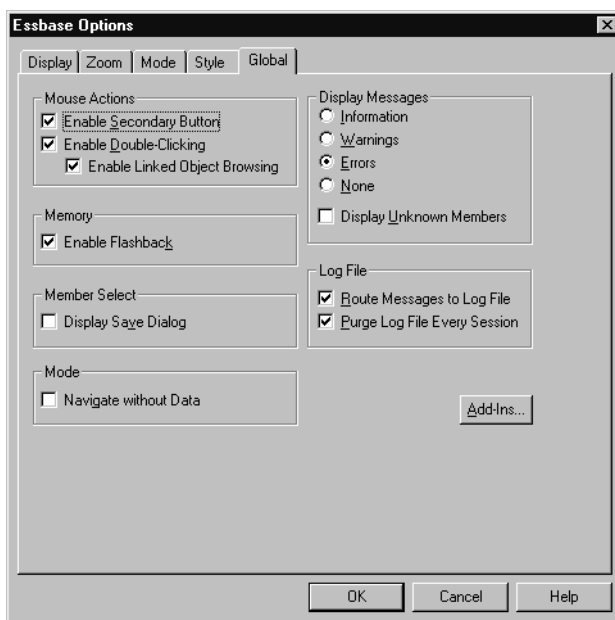 Essbase Options
Display
Zoom
Mode
Style
Global
Mouse Actions
Enable Secondary Button
Enable Double-Clicking
Enable Linked Object Browsing
Memory
Enable Flashback
Member Select
Display Save Dialog
Mode
Navigate without Data
Display Messages
Information
Warnings
Errors
None
Display Unknown Members
Log File
Route Messages to Log File
Purge Log File Every Session
Add-Ins...
OK
Cancel
Help